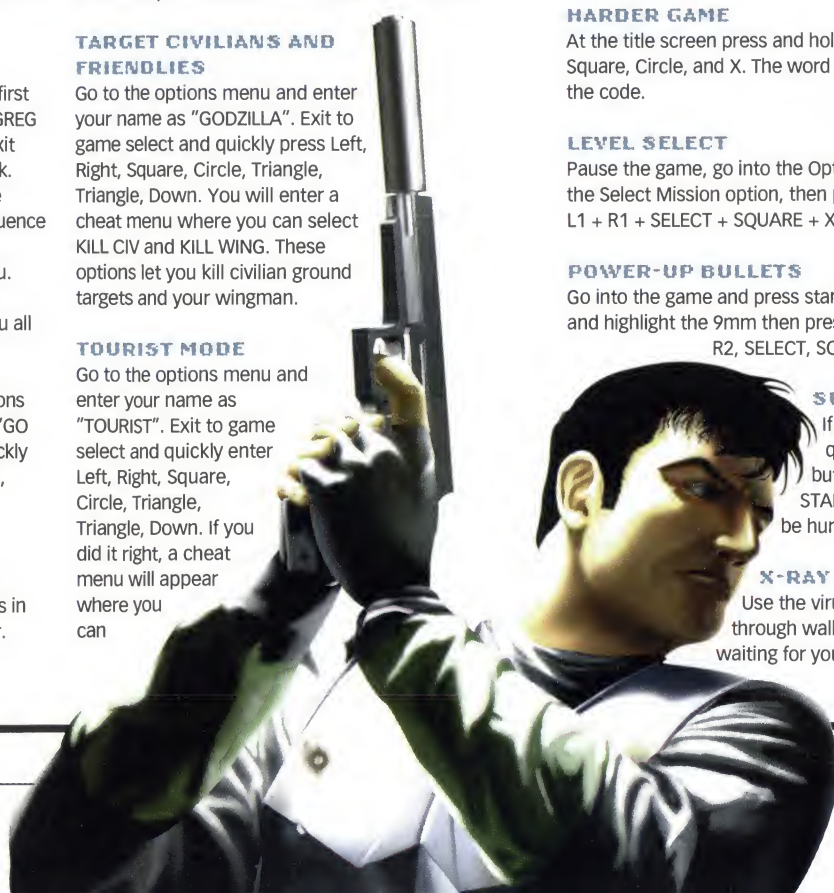 first
GREG
xit
k.
e
uence
u.
u all
ons
"GO
ckly
,
s in
r.
TARGET CIVILIANS AND
FRIENDLIES
Go to the options menu and enter
your name as "GODZILLA". Exit to
game select and quickly press Left,
Right, Square, Circle, Triangle,
Triangle, Down. You will enter a
cheat menu where you can select
KILL CIV and KILL WING. These
options let you kill civilian ground
targets and your wingman.
TOURIST MODE
Go to the options menu and
enter your name as
"TOURIST". Exit to game
select and quickly enter
Left, Right, Square,
Circle, Triangle,
Triangle, Down. If you
did it right, a cheat
menu will appear
where you
can
HARDER GAME
At the title screen press and hol
Square, Circle, and X. The word
the code.
LEVEL SELECT
Pause the game, go into the Opt
the Select Mission option, then p
L1 + R1 + SELECT + SQUARE + X
POWER-UP BULLETS
Go into the game and press star
and highlight the 9mm then pres
R2, SELECT, SQ
SU
If
q
but
STAR
be hur
X-RAY
Use the viru
through wall
waiting for you